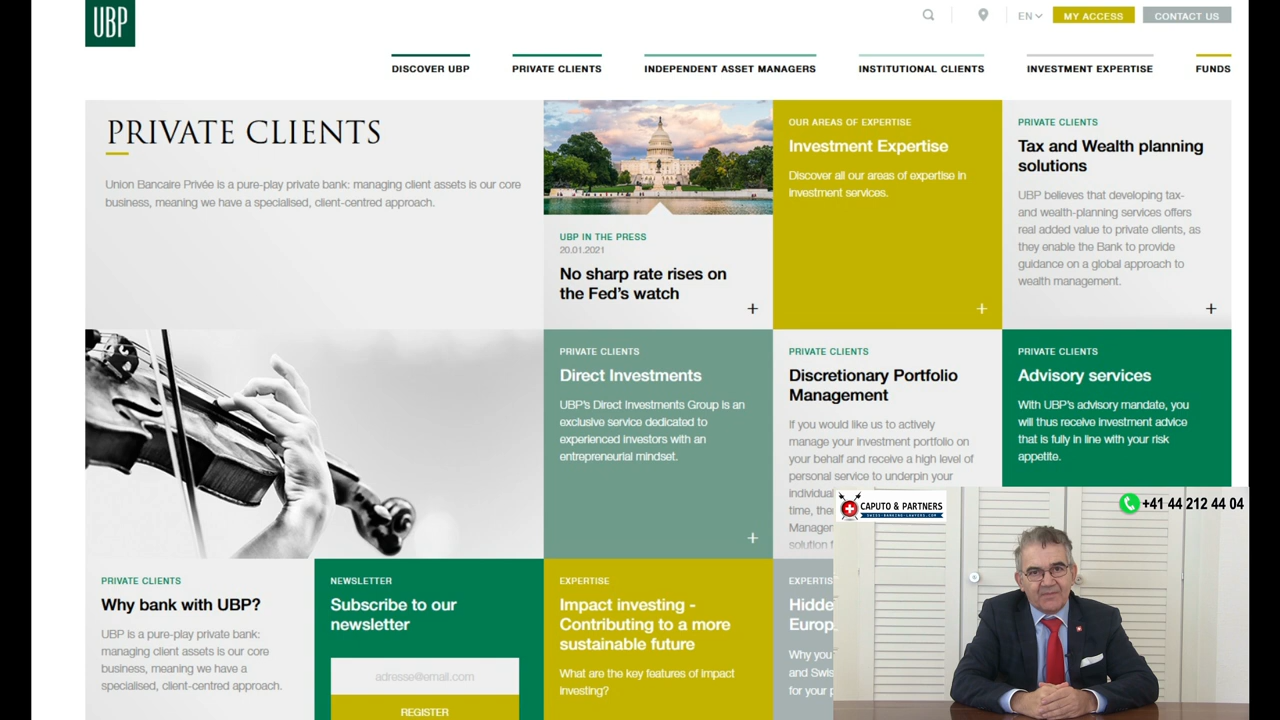 UBP
EN
MY ACCESS
CONTACT US
DISCOVER UBP
PRIVATE CLIENTS
INDEPENDENT ASSET MANAGERS
INSTITUTIONAL CLIENTS
INVESTMENT EXPERTISE
FUNDS
PRIVATE CLIENTS
Union Bancaire Privée is a pure-play private bank: managing client assets is our core
business, meaning we have a specialised, client-centred approach.
UBP IN THE PRESS
20.01.2021
No sharp rate rises on
the Fed's watch
+
OUR AREAS OF EXPERTISE
Investment Expertise
Discover all our areas of expertise in
investment services.
+
PRIVATE CLIENTS
Tax and Wealth planning
solutions
UBP believes that developing tax-
and wealth-planning services offers
real added value to private clients, as
they enable the Bank to provide
guidance on a global approach to
wealth management.
+
PRIVATE CLIENTS
Direct Investments
UBP's Direct Investments Group is an
exclusive service dedicated to
experienced investors with an
entrepreneurial mindset.
+
PRIVATE CLIENTS
Discretionary Portfolio
Management
If you would like us to actively
manage your investment portfolio on
your behalf and receive a high level of
personal service to underpin your
individual
time, the
Manager
solution f
PRIVATE CLIENTS
Advisory services
With UBP's advisory mandate, you
will thus receive investment advice
that is fully in line with your risk
appetite.
CAPUTO & PARTNERS
SWISS-BANKING-LAWYERS.COM
+41 44 212 44 04
PRIVATE CLIENTS
Why bank with UBP?
UBP is a pure-play private bank:
managing client assets is our core
business, meaning we have a
specialised, client-centred approach.
NEWSLETTER
Subscribe to our
newsletter
adresse@email.com
REGISTER
EXPERTISE
Impact investing -
Contributing to a more
sustainable future
What are the key features of impact
investing?
EXPERTIS
Hidde
Europ
Why you
and Swis
for your p